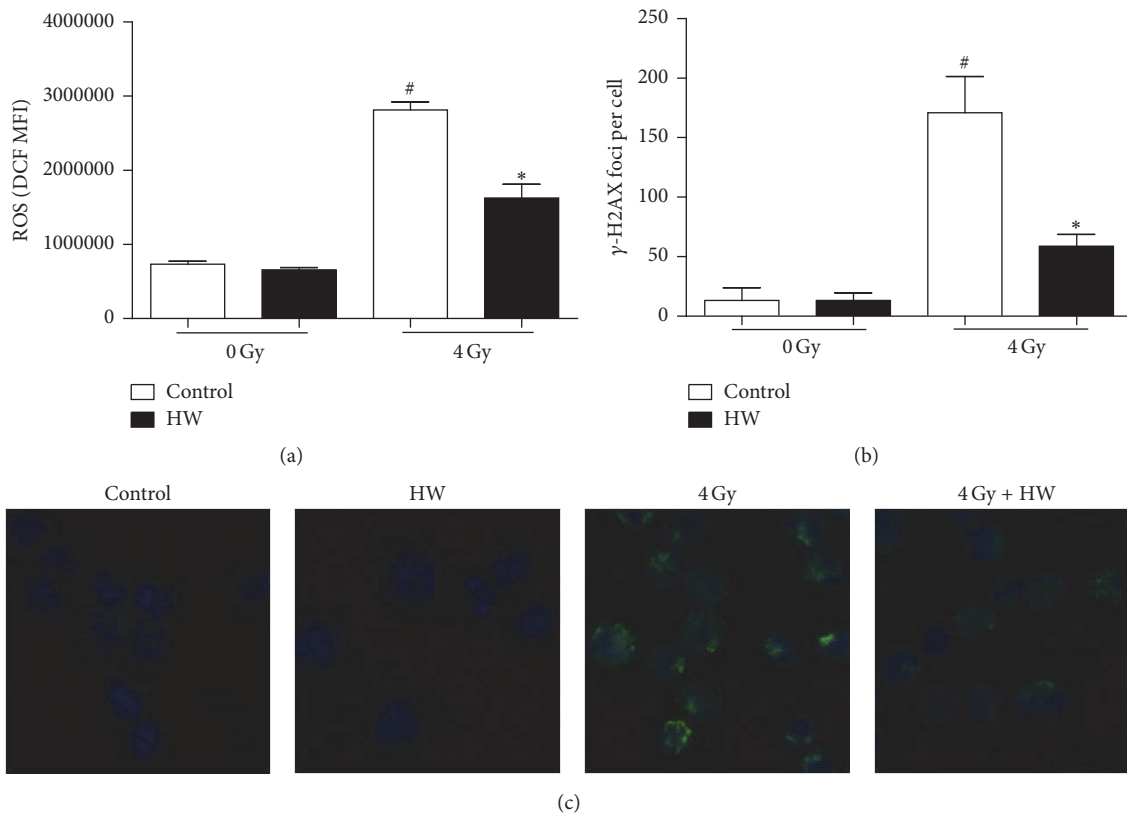 4000000
3000000
2000000
1000000
0
ROS (DCF MFI)
#
*
0 Gy
4 Gy
Control
HW
(a)
250
200
150
100
50
0
γ-H2AX foci per cell
#
*
0 Gy
4 Gy
Control
HW
(b)
Control HW 4 Gy 4 Gy + HW
(c)